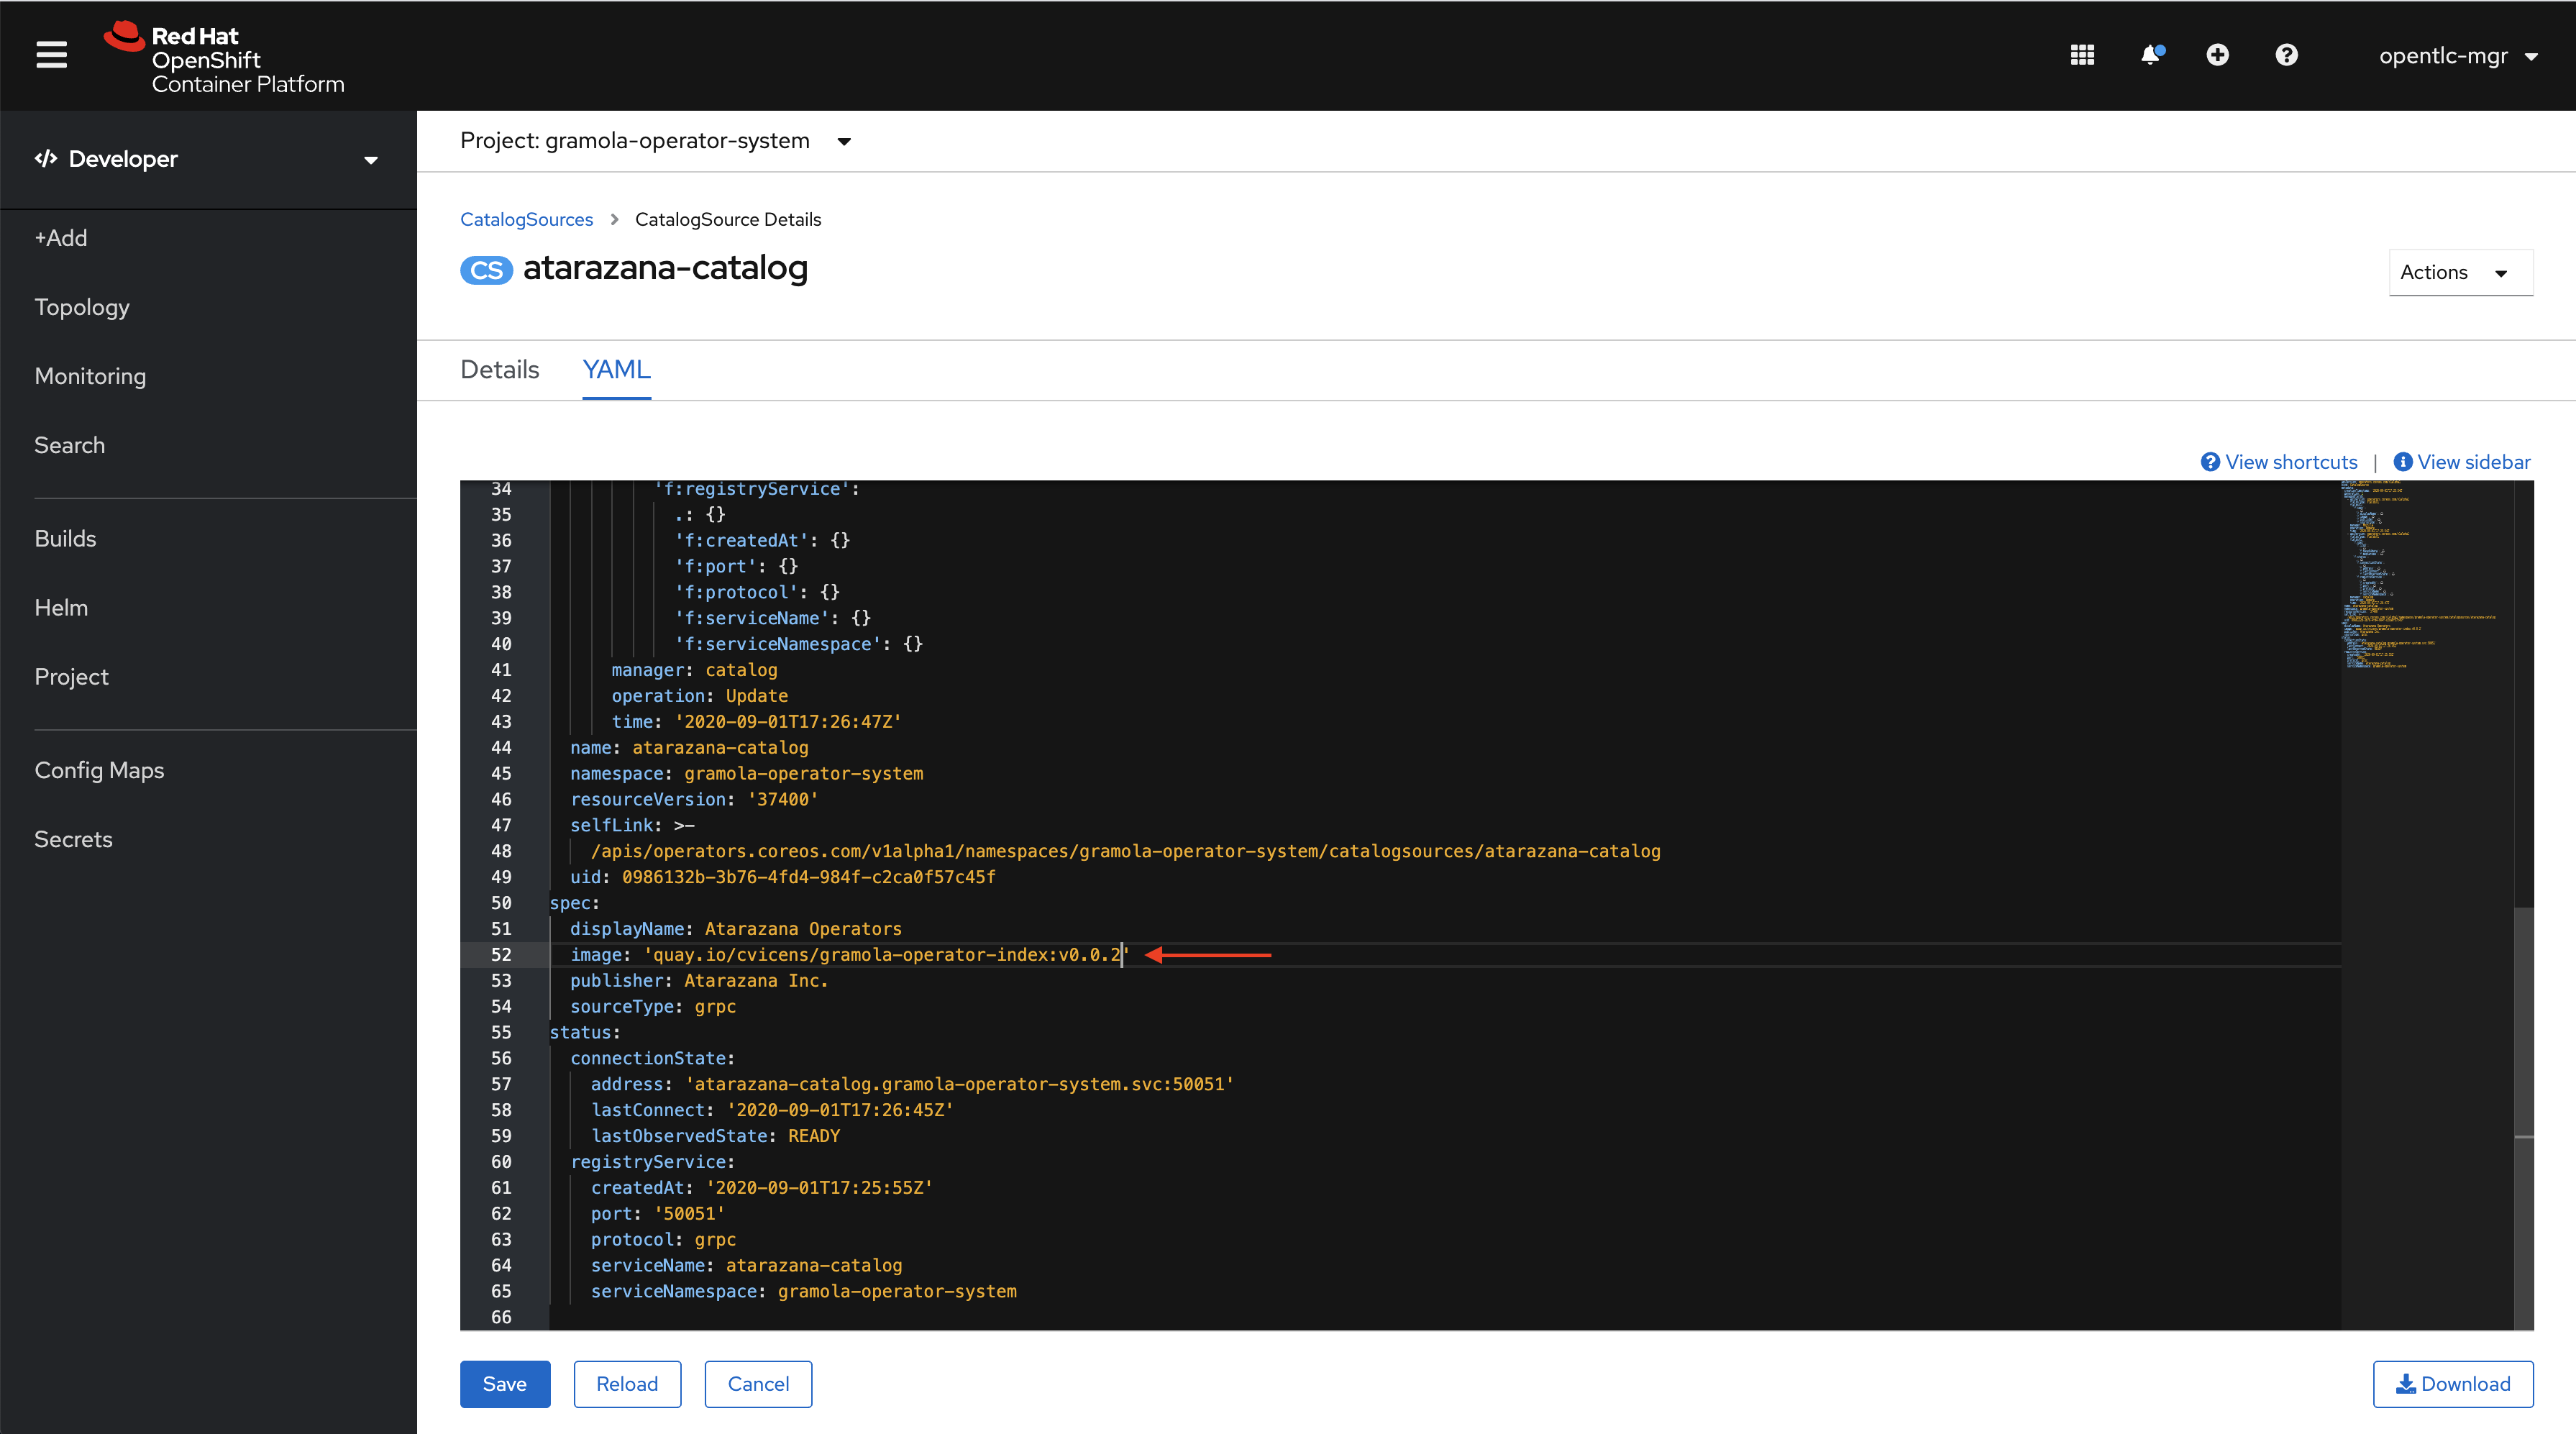 Red Hat
OpenShift
Container Platform
opentlc-mgr
Developer
+Add
Topology
Monitoring
Search
Builds
Helm
Project
Config Maps
Secrets
Project: gramola-operator-system
CatalogSources > CatalogSource Details
CS atarazana-catalog
Actions
Details YAML
View shortcuts | View sidebar
34 'f:registryService':
35 .: {}
36 'f:createdAt': {}
37 'f:port': {}
38 'f:protocol': {}
39 'f:serviceName': {}
40 'f:serviceNamespace': {}
41 manager: catalog
42 operation: Update
43 time: '2020-09-01T17:26:47Z'
44 name: atarazana-catalog
45 namespace: gramola-operator-system
46 resourceVersion: '37400'
47 selfLink: >-
48 /apis/operators.coreos.com/v1alpha1/namespaces/gramola-operator-system/catalogsources/atarazana-catalog
49 uid: 0986132b-3b76-4fd4-984f-c2ca0f57c45f
50 spec:
51 displayName: Atarazana Operators
52 image: 'quay.io/cvicens/gramola-operator-index:v0.0.2'
53 publisher: Atarazana Inc.
54 sourceType: grpc
55 status:
56 connectionState:
57 address: 'atarazana-catalog.gramola-operator-system.svc:50051'
58 lastConnect: '2020-09-01T17:26:45Z'
59 lastObservedState: READY
60 registryService:
61 createdAt: '2020-09-01T17:25:55Z'
62 port: '50051'
63 protocol: grpc
64 serviceName: atarazana-catalog
65 serviceNamespace: gramola-operator-system
66
Save Reload Cancel Download